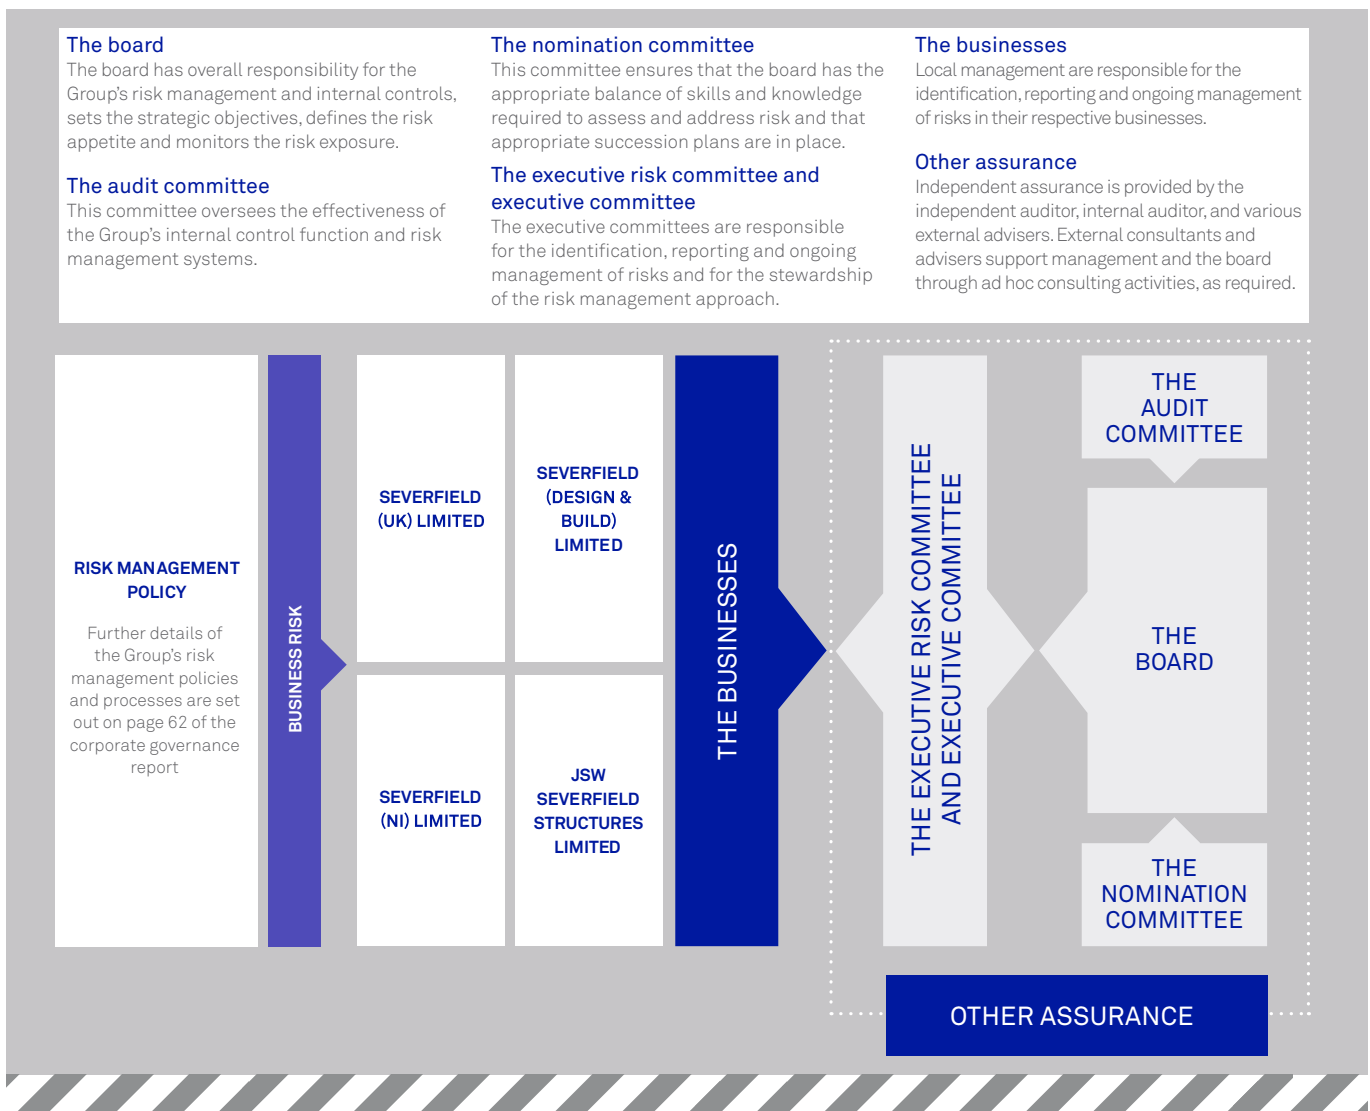 The board
The board has overall responsibility for the
Group's risk management and internal controls,
sets the strategic objectives, defines the risk
appetite and monitors the risk exposure.
The audit committee
This committee oversees the effectiveness of
the Group's internal control function and risk
management systems.
The nomination committee
This committee ensures that the board has the
appropriate balance of skills and knowledge
required to assess and address risk and that
appropriate succession plans are in place.
The executive risk committee and
executive committee
The executive committees are responsible
for the identification, reporting and ongoing
management of risks and for the stewardship
of the risk management approach.
The businesses
Local management are responsible for the
identification, reporting and ongoing management
of risks in their respective businesses.
Other assurance
Independent assurance is provided by the
independent auditor, internal auditor, and various
external advisers. External consultants and
advisers support management and the board
through ad hoc consulting activities, as required.
RISK MANAGEMENT
POLICY
Further details of
the Group's risk
management policies
and processes are set
out on page 62 of the
corporate governance
report
BUSINESS RISK
SEVERFIELD
(UK) LIMITED
SEVERFIELD
(DESIGN &
BUILD)
LIMITED
SEVERFIELD
(NI) LIMITED
JSW
SEVERFIELD
STRUCTURES
LIMITED
THE BUSINESSES
THE EXECUTIVE RISK COMMITTEE
AND EXECUTIVE COMMITTEE
THE
AUDIT
COMMITTEE
THE
BOARD
THE
NOMINATION
COMMITTEE
OTHER ASSURANCE